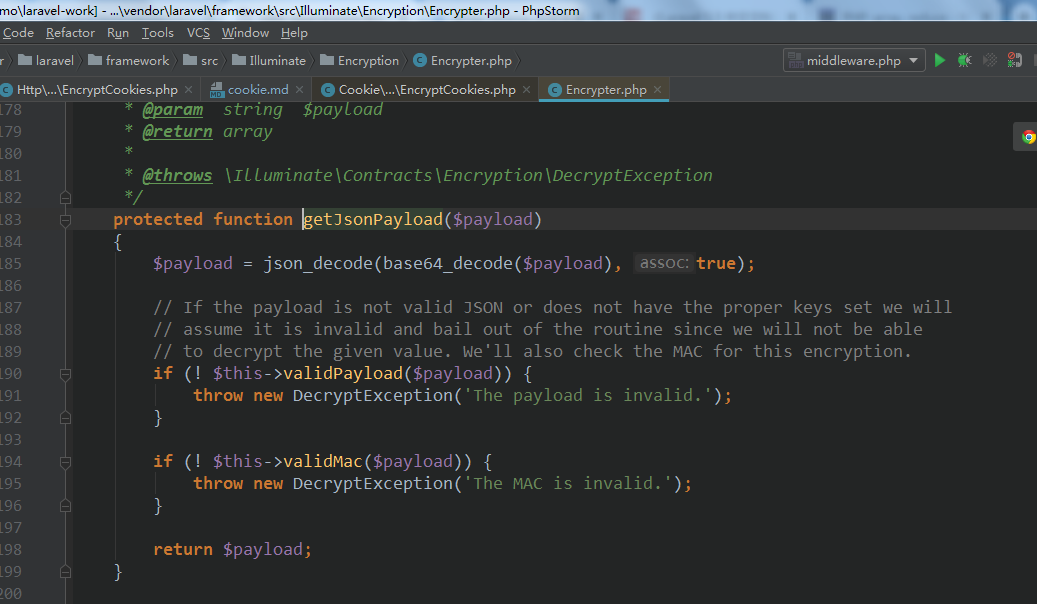 mo\laravel-work] - ...\vendor\laravel\framework\src\Illuminate\Encryption\Encrypter.php - PhpStorm
Code Refactor Run Tools VCS Window Help
r laravel framework src Illuminate Encryption Encrypter.php middleware.php
Http\...\EncryptCookies.php cookie.md Cookie\...\EncryptCookies.php Encrypter.php
178 * @param string $payload
179 * @return array
180 *
181 * @throws \Illuminate\Contracts\Encryption\DecryptException
182 */
183 protected function getJsonPayload($payload)
184 {
185 $payload = json_decode(base64_decode($payload), assoc: true);
186
187 // If the payload is not valid JSON or does not have the proper keys set we will
188 // assume it is invalid and bail out of the routine since we will not be able
189 // to decrypt the given value. We'll also check the MAC for this encryption.
190 if (! $this->validPayload($payload)) {
191 throw new DecryptException('The payload is invalid.');
192 }
193
194 if (! $this->validMac($payload)) {
195 throw new DecryptException('The MAC is invalid.');
196 }
197
198 return $payload;
199 }
200